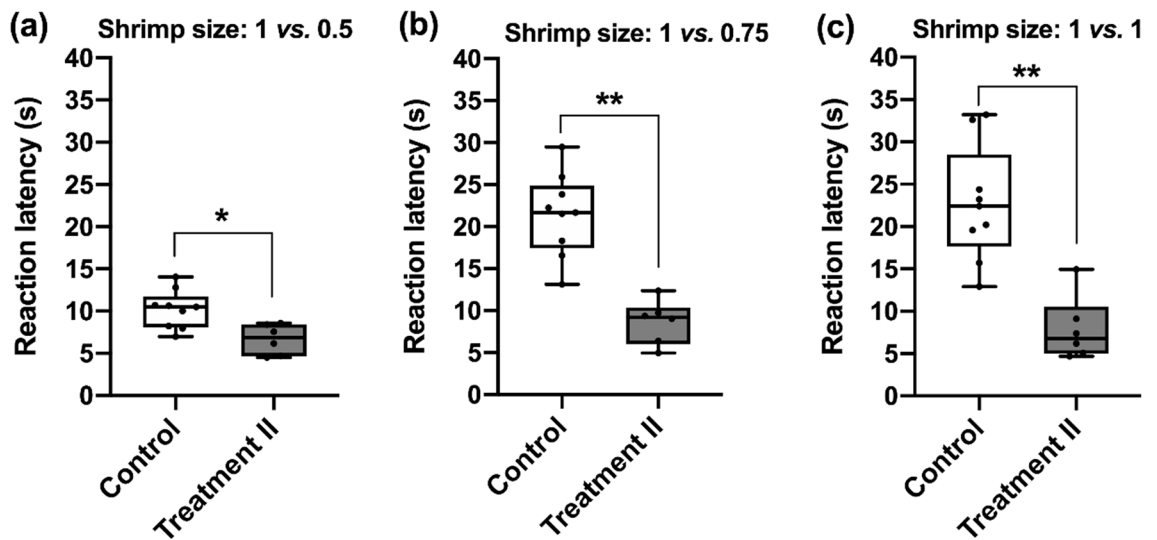 (a) Shrimp size: 1 vs. 0.5
Reaction latency (s)
40
35
30
25
20
15
10
5
0
*
Control
Treatment II
(b) Shrimp size: 1 vs. 0.75
Reaction latency (s)
40
35
30
25
20
15
10
5
0
**
Control
Treatment II
(c) Shrimp size: 1 vs. 1
Reaction latency (s)
40
35
30
25
20
15
10
5
0
**
Control
Treatment II